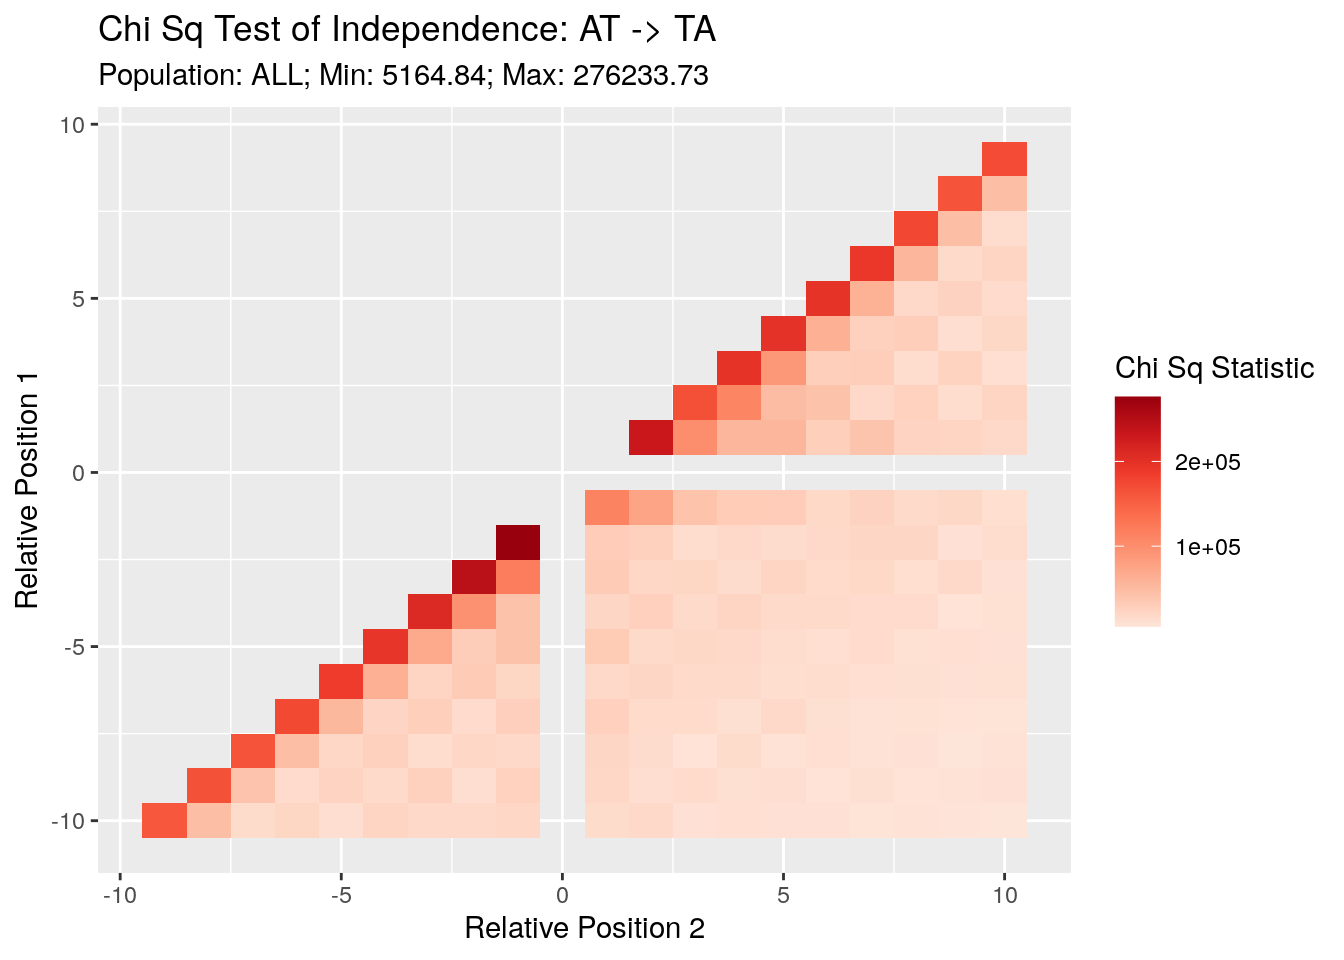 Chi Sq Test of Independence: AT -> TA
Population: ALL; Min: 5164.84; Max: 276233.73
10
5
0
-5
-10
Relative Position 1
-10
-5
0
5
10
Relative Position 2
Chi Sq Statistic
2e+05
1e+05